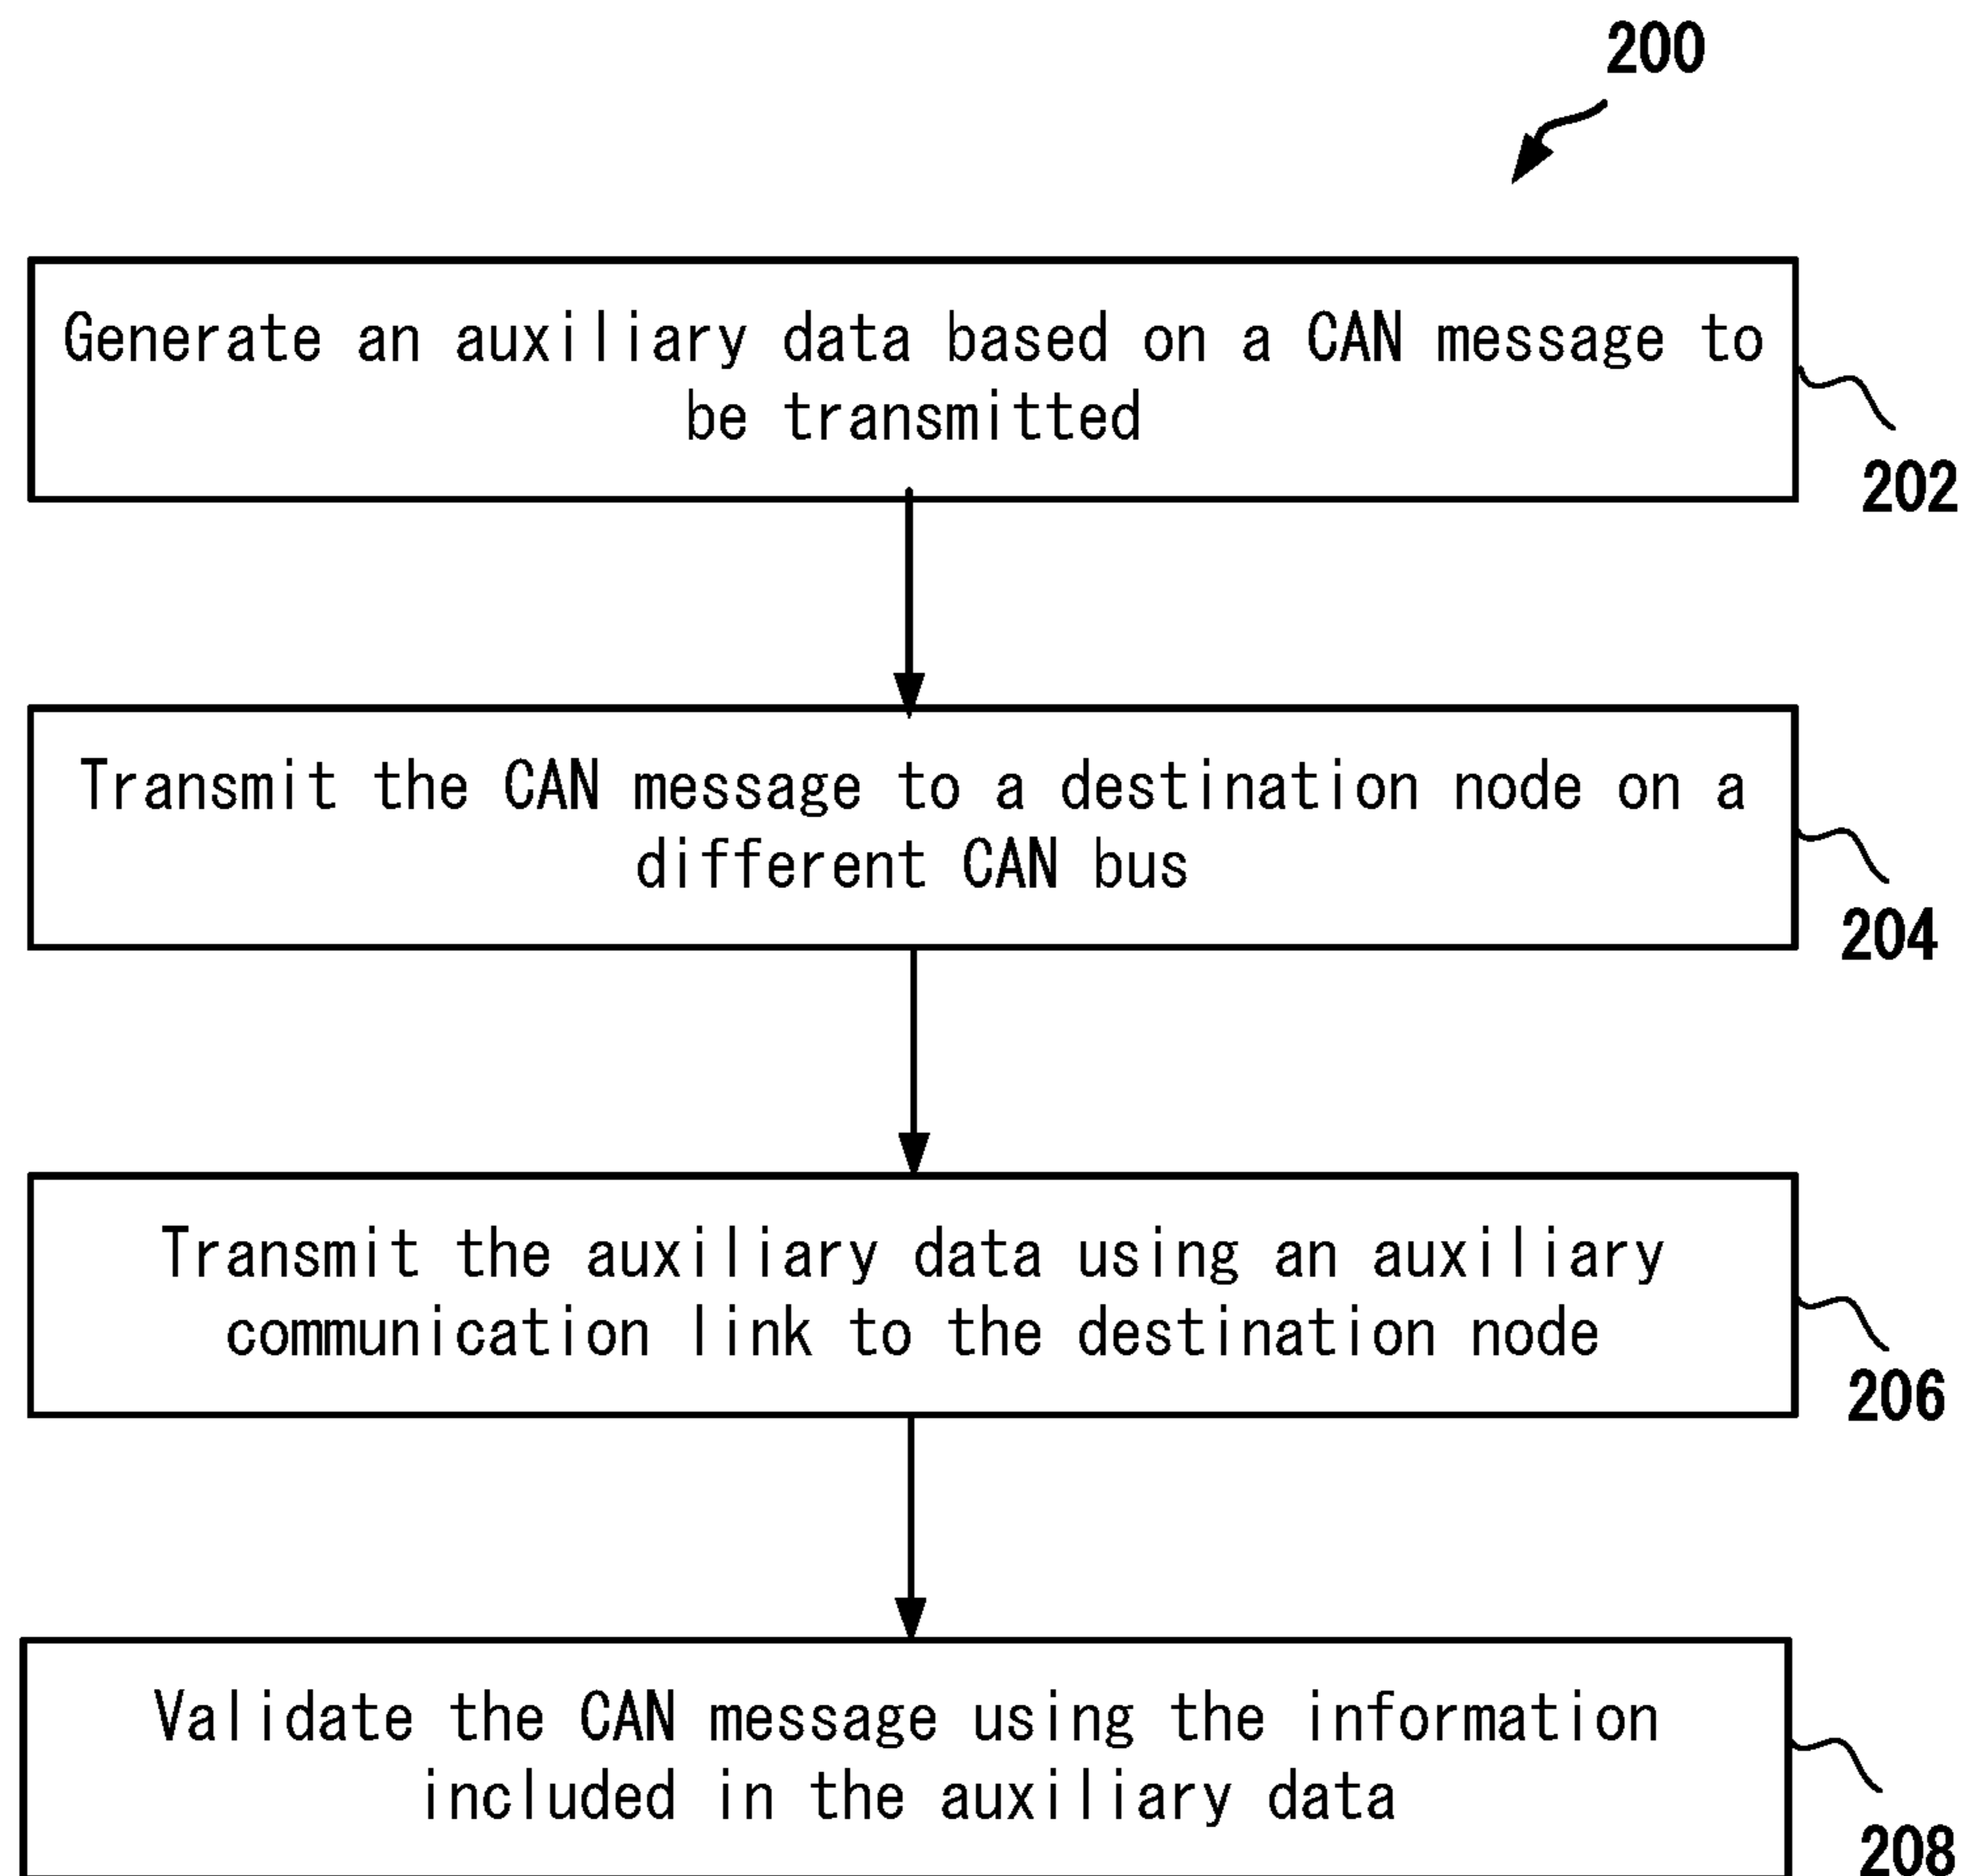 200
Generate an auxiliary data based on a CAN message to
be transmitted
202
Transmit the CAN message to a destination node on a
different CAN bus
204
Transmit the auxiliary data using an auxiliary
communication link to the destination node
206
Validate the CAN message using the information
included in the auxiliary data
208